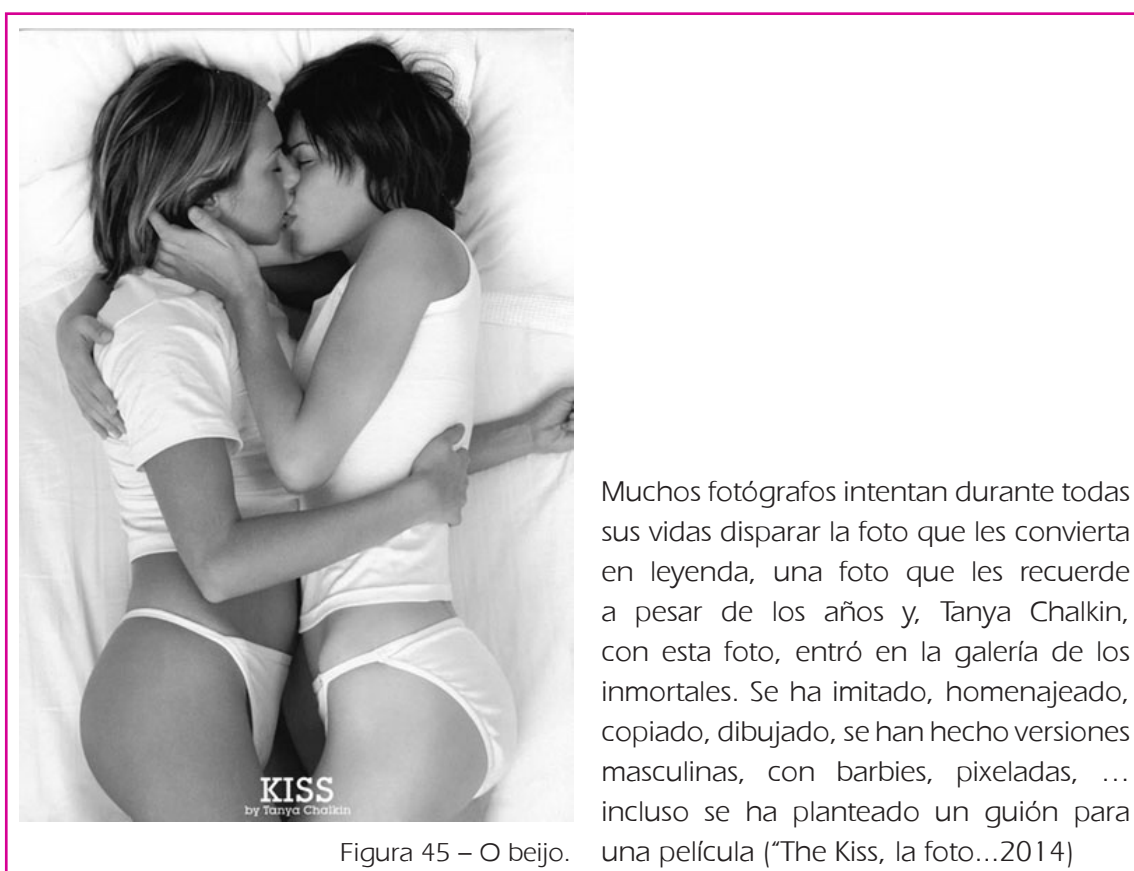 KISS
by Tanya Chalkin
Figura 45 – O beijo.
Muchos fotógrafos intentan durante todas
sus vidas disparar la foto que les convierta
en leyenda, una foto que les recuerde
a pesar de los años y, Tanya Chalkin,
con esta foto, entró en la galería de los
inmortales. Se ha imitado, homenajeado,
copiado, dibujado, se han hecho versiones
masculinas, con barbies, pixeladas, ...
incluso se ha planteado un guión para
una película (“The Kiss, la foto...2014)